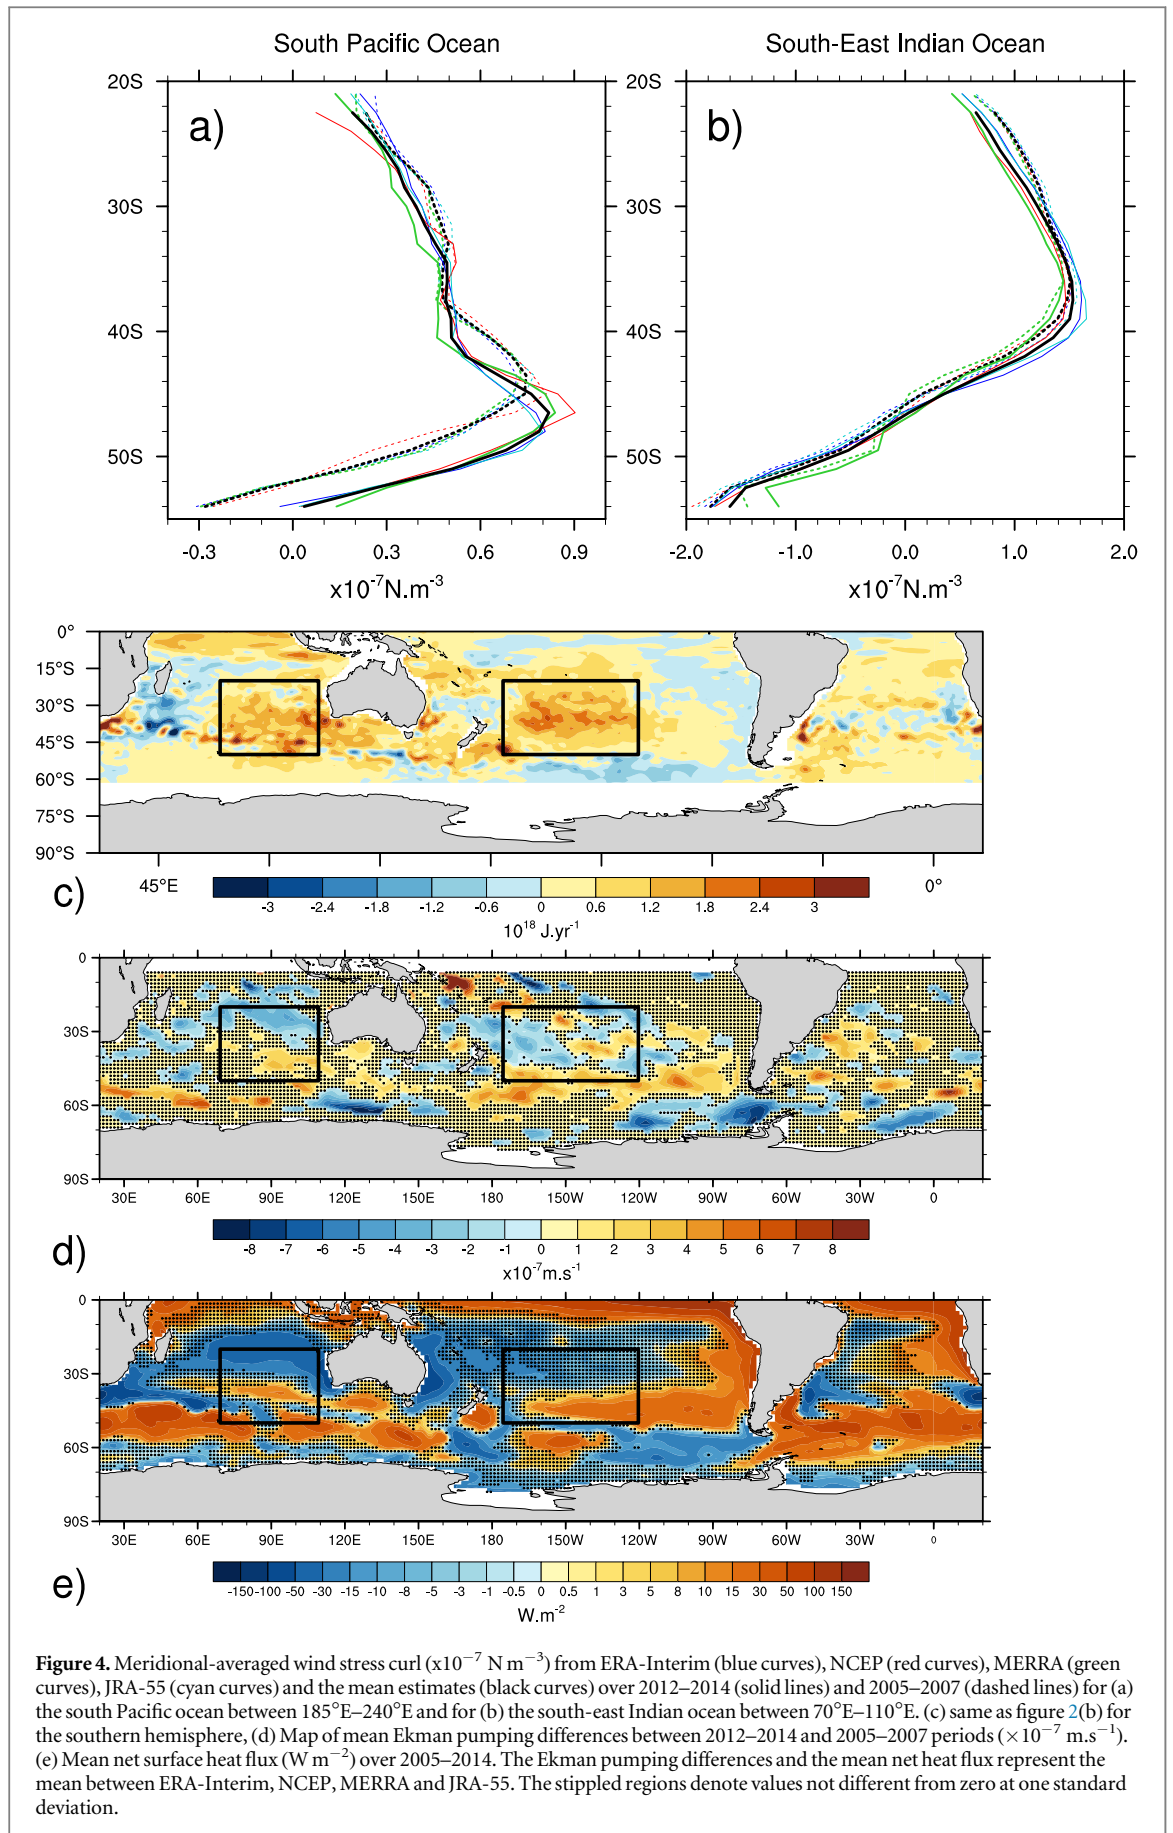 South Pacific Ocean
South-East Indian Ocean
20S
30S
40S
50S
a)
-0.3 0.0 0.3 0.6 0.9
x10⁻⁷N.m⁻³
20S
30S
40S
50S
b)
-2.0 -1.0 0.0 1.0 2.0
x10⁻⁷N.m⁻³
0°
15°S
30°S
45°S
60°S
75°S
90°S
45°E 0°
c)
-3 -2.4 -1.8 -1.2 -0.6 0 0.6 1.2 1.8 2.4 3
10¹⁸ J.yr⁻¹
0
30S
60S
90S
30E 60E 90E 120E 150E 180 150W 120W 90W 60W 30W 0
d)
-8 -7 -6 -5 -4 -3 -2 -1 0 1 2 3 4 5 6 7 8
x10⁻⁷m.s⁻¹
0
30S
60S
90S
30E 60E 90E 120E 150E 180 150W 120W 90W 60W 30W 0
e)
-150 -100 -50 -30 -15 -10 -8 -5 -3 -1 -0.5 0 0.5 1 3 5 8 10 15 30 50 100 150
W.m⁻²
Figure 4. Meridional-averaged wind stress curl (x10⁻⁷ N m⁻³) from ERA-Interim (blue curves), NCEP (red curves), MERRA (green
curves), JRA-55 (cyan curves) and the mean estimates (black curves) over 2012–2014 (solid lines) and 2005–2007 (dashed lines) for (a)
the south Pacific ocean between 185°E–240°E and for (b) the south-east Indian ocean between 70°E–110°E. (c) same as figure 2(b) for
the southern hemisphere, (d) Map of mean Ekman pumping differences between 2012–2014 and 2005–2007 periods (×10⁻⁷ m.s⁻¹).
(e) Mean net surface heat flux (W m⁻²) over 2005–2014. The Ekman pumping differences and the mean net heat flux represent the
mean between ERA-Interim, NCEP, MERRA and JRA-55. The stippled regions denote values not different from zero at one standard
deviation.